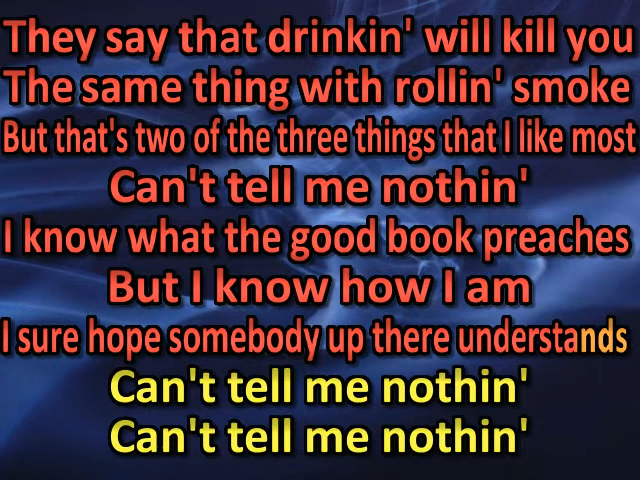 They say that drinkin' will kill you
The same thing with rollin' smoke
But that's two of the three things that I like most
Can't tell me nothin'
I know what the good book preaches
But I know how I am
I sure hope somebody up there understands
Can't tell me nothin'
Can't tell me nothin'